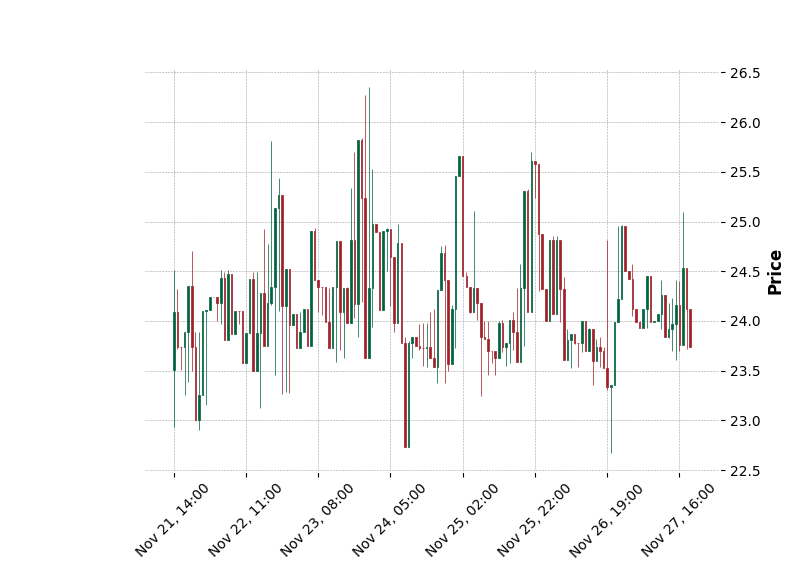 26.5
26.0
25.5
25.0
24.5
24.0
23.5
23.0
22.5
Price
Nov 21, 14:00
Nov 22, 11:00
Nov 23, 08:00
Nov 24, 05:00
Nov 25, 02:00
Nov 25, 22:00
Nov 26, 19:00
Nov 27, 16:00